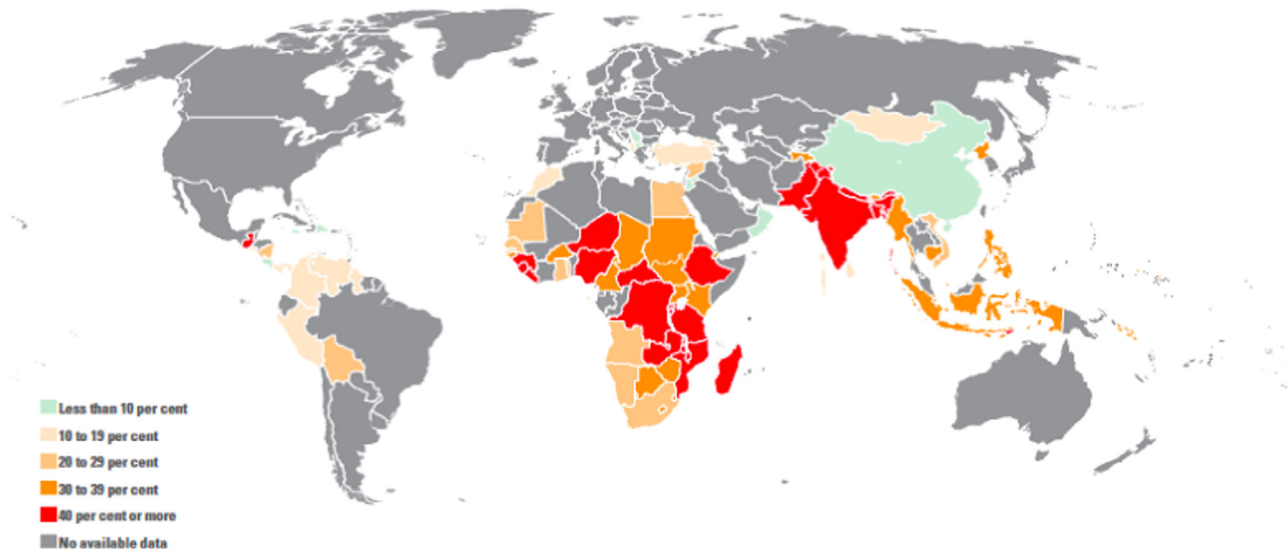 Less than 10 per cent
10 to 19 per cent
20 to 29 per cent
30 to 39 per cent
40 per cent or more
No available data